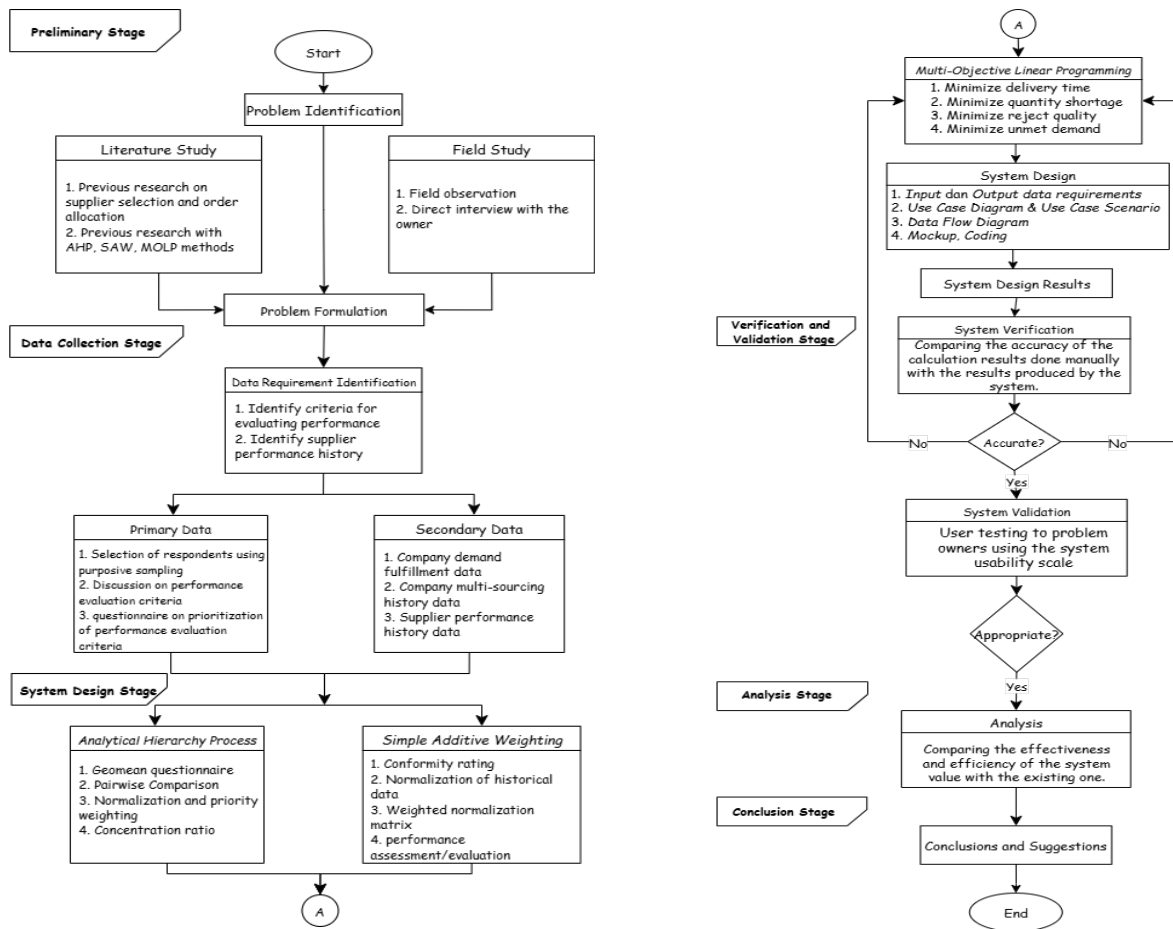 Preliminary Stage
Start
Problem Identification
Literature Study
1. Previous research on
supplier selection and order
allocation
2. Previous research with
AHP, SAW, MOLP methods
Field Study
1. Field observation
2. Direct interview with the
owner
Problem Formulation
Data Collection Stage
Data Requirement Identification
1. Identify criteria for
evaluating performance
2. Identify supplier
performance history
Primary Data
1. Selection of respondents using
purposive sampling
2. Discussion on performance
evaluation criteria
3. questionnaire on prioritization
of performance evaluation
criteria
Secondary Data
1. Company demand
fulfillment data
2. Company multi-sourcing
history data
3. Supplier performance
history data
System Design Stage
Analytical Hierarchy Process
1. Geomean questionnaire
2. Pairwise Comparison
3. Normalization and priority
weighting
4. Concentration ratio
Simple Additive Weighting
1. Conformity rating
2. Normalization of historical
data
3. Weighted normalization
matrix
4. performance
assessment/evaluation
A
A
Multi-Objective Linear Programming
1. Minimize delivery time
2. Minimize quantity shortage
3. Minimize reject quality
4. Minimize unmet demand
System Design
1. Input dan Output data requirements
2. Use Case Diagram & Use Case Scenario
3. Data Flow Diagram
4. Mockup, Coding
System Design Results
Verification and
Validation Stage
System Verification
Comparing the accuracy of the
calculation results done manually
with the results produced by the
system.
No
Accurate?
No
Yes
System Validation
User testing to problem
owners using the system
usability scale
Appropriate?
Yes
Analysis Stage
Analysis
Comparing the effectiveness
and efficiency of the system
value with the existing one.
Conclusion Stage
Conclusions and Suggestions
End